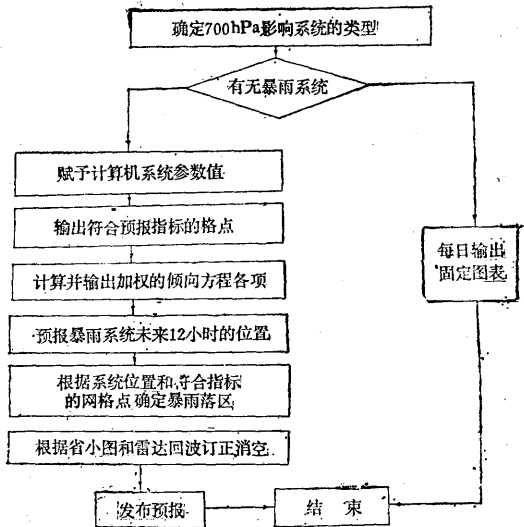 确定700hPa影响系统的类型
有无暴雨系统
赋予计算机系统参数值
输出符合预报指标的格点
计算并输出加权的倾向方程各项
预报暴雨系统未来12小时的位置
根据系统位置和符合指标
的网格点确定暴雨落区
根据省小图和雷达回波订正消空
发布预报
每日输出
固定图表
结 束